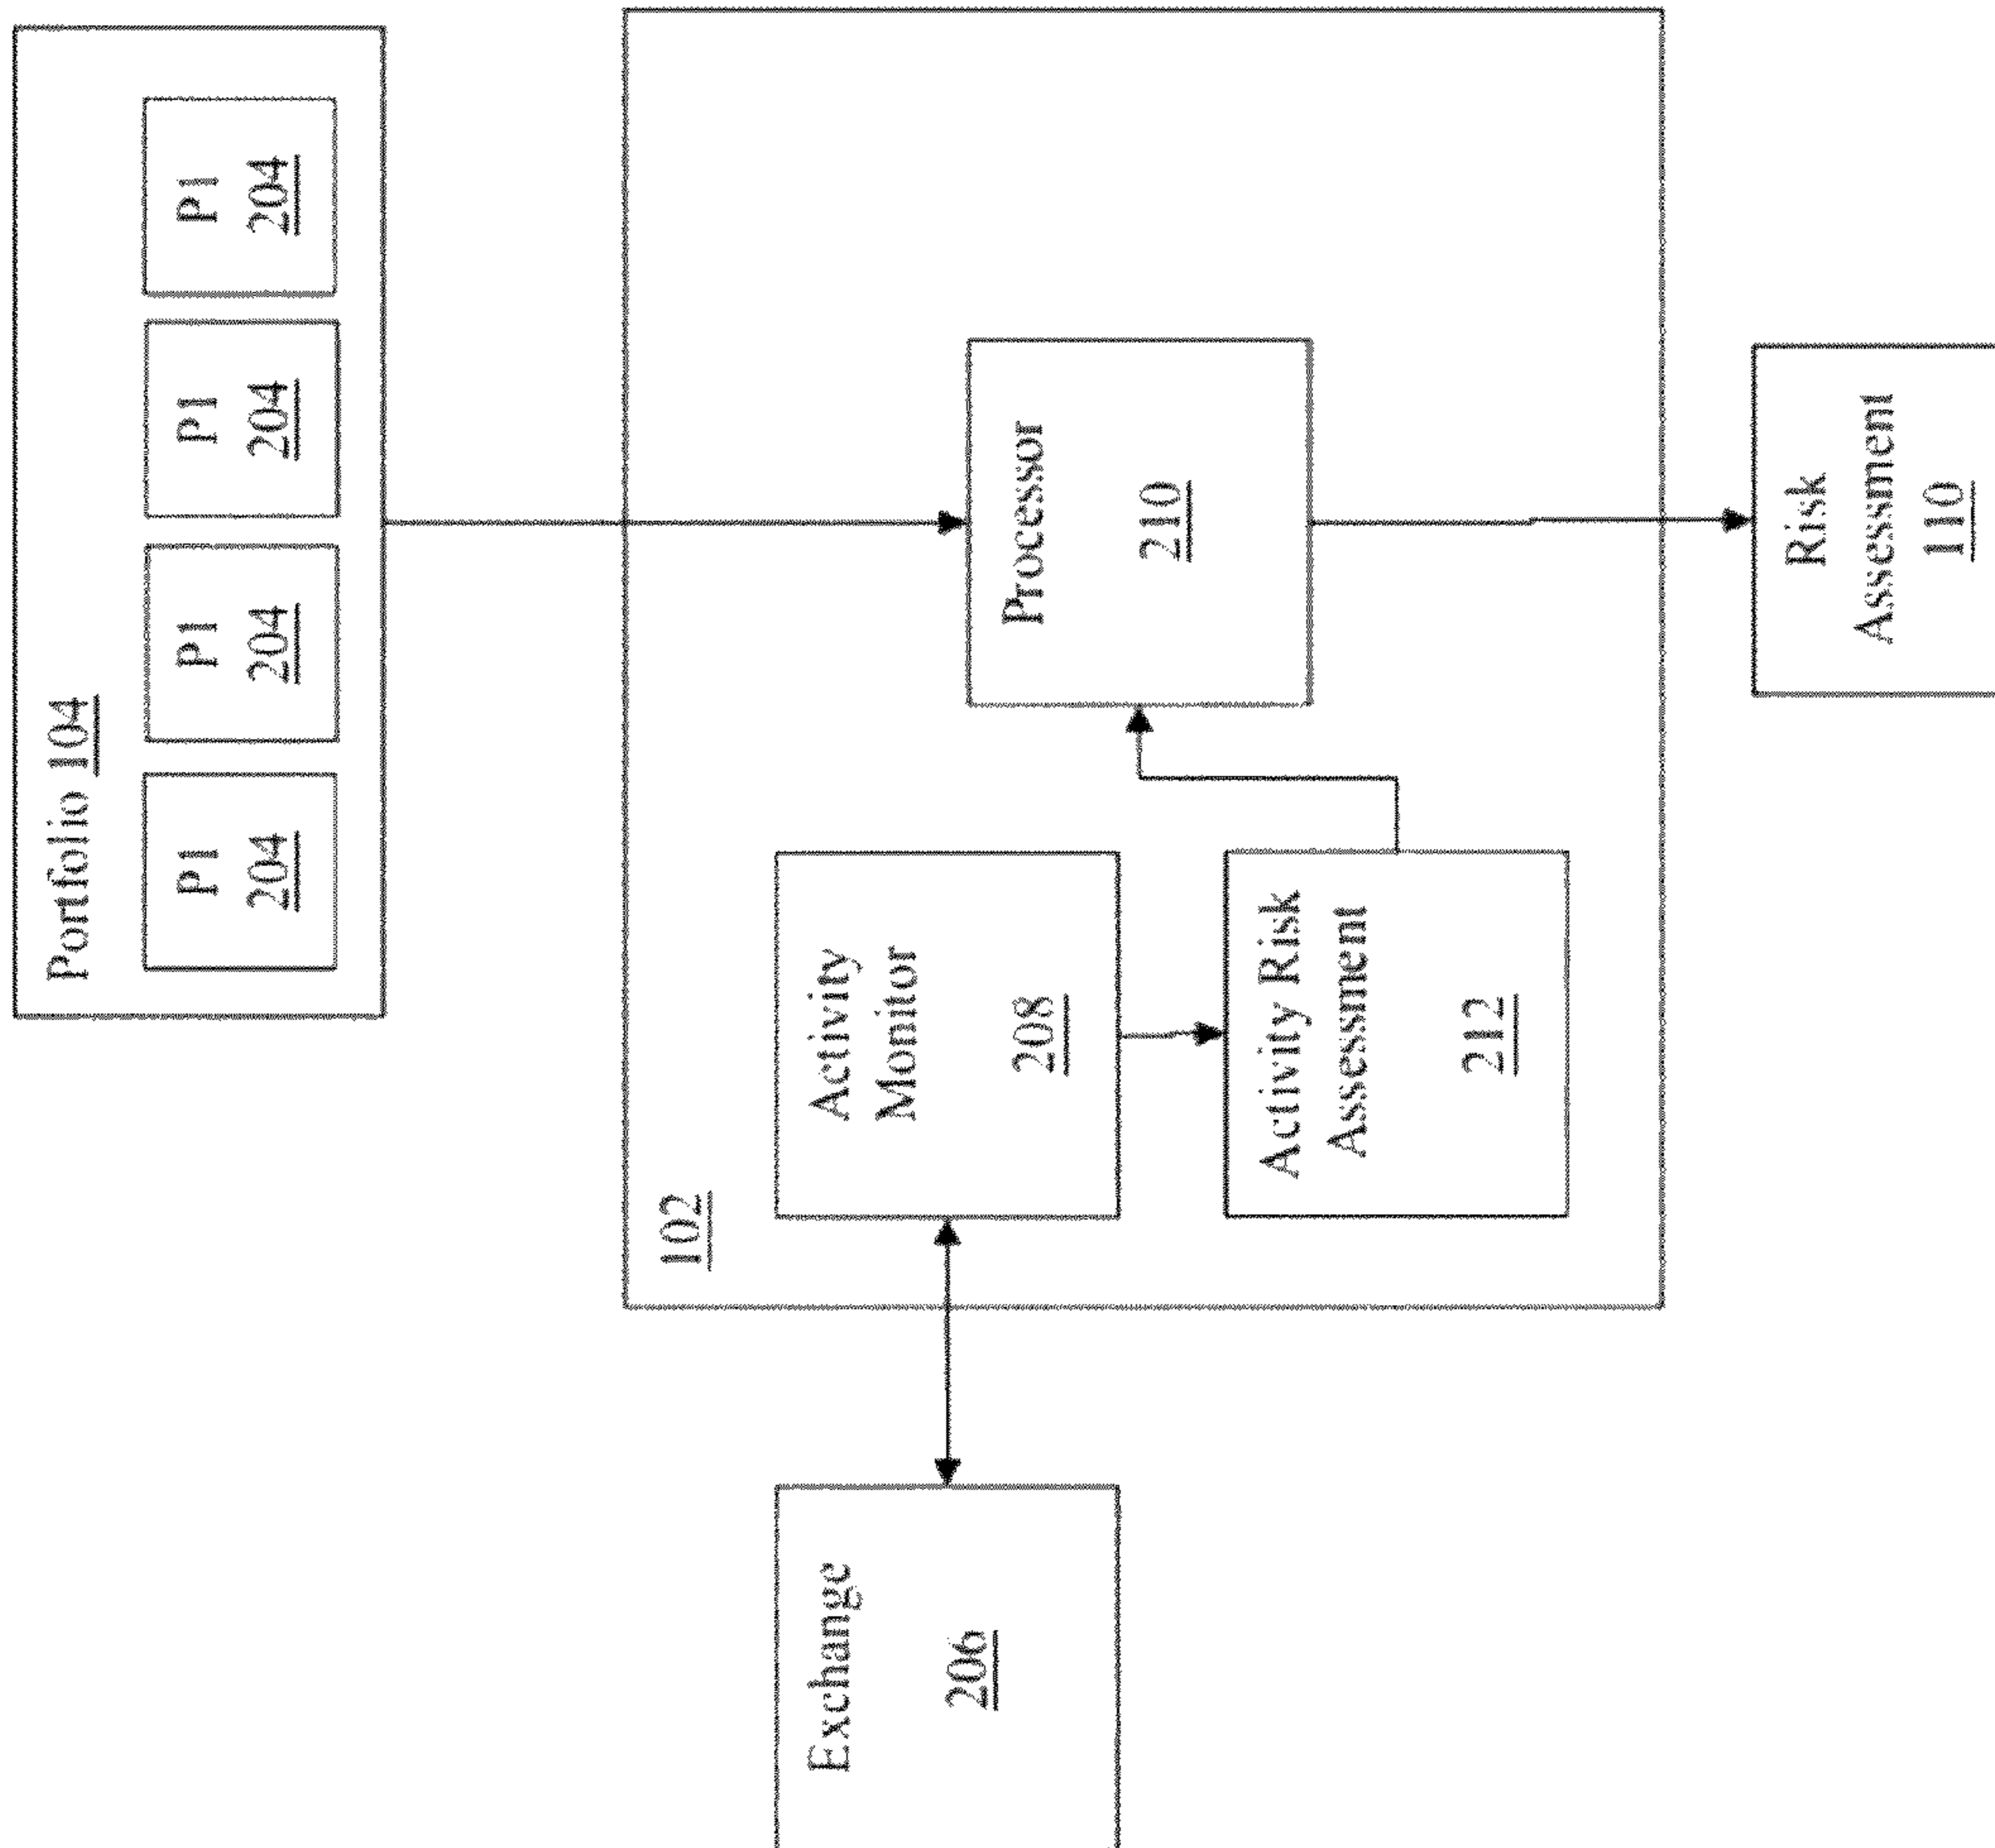 Portfolio 104
P1
204
P1
204
P1
204
P1
204
102
Exchange
206
Activity
Monitor
208
Activity Risk
Assessment
212
Processor
210
Risk
Assessment
110